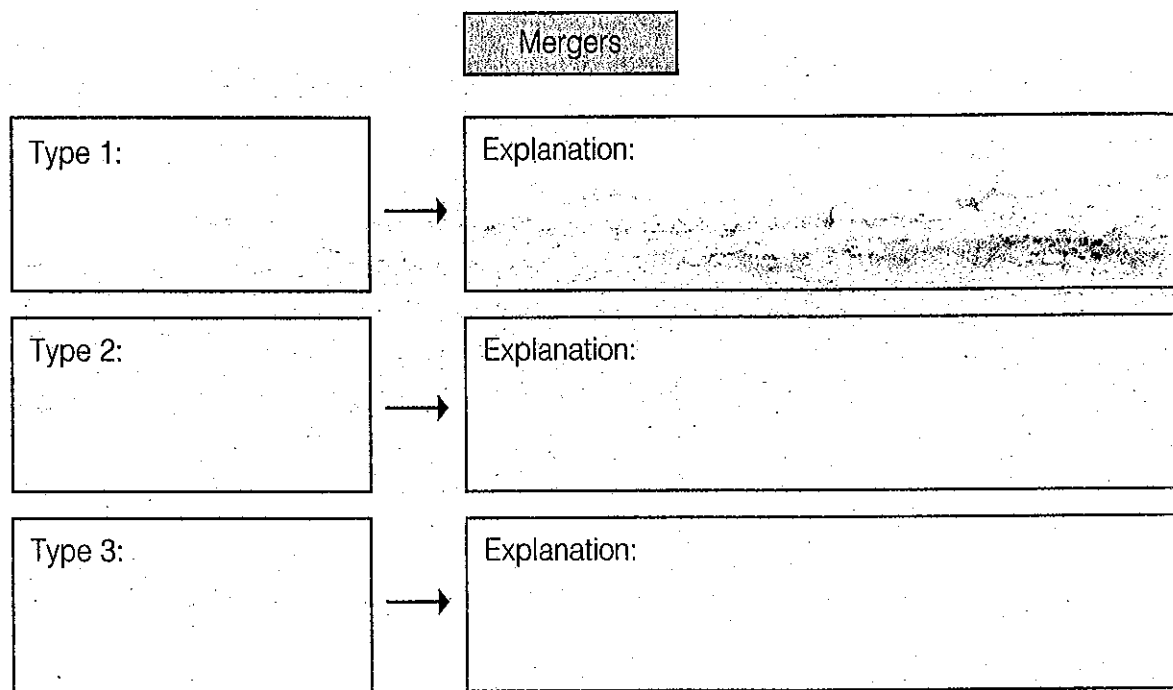 Mergers
Type 1:
Explanation:
Type 2:
Explanation:
Type 3:
Explanation: